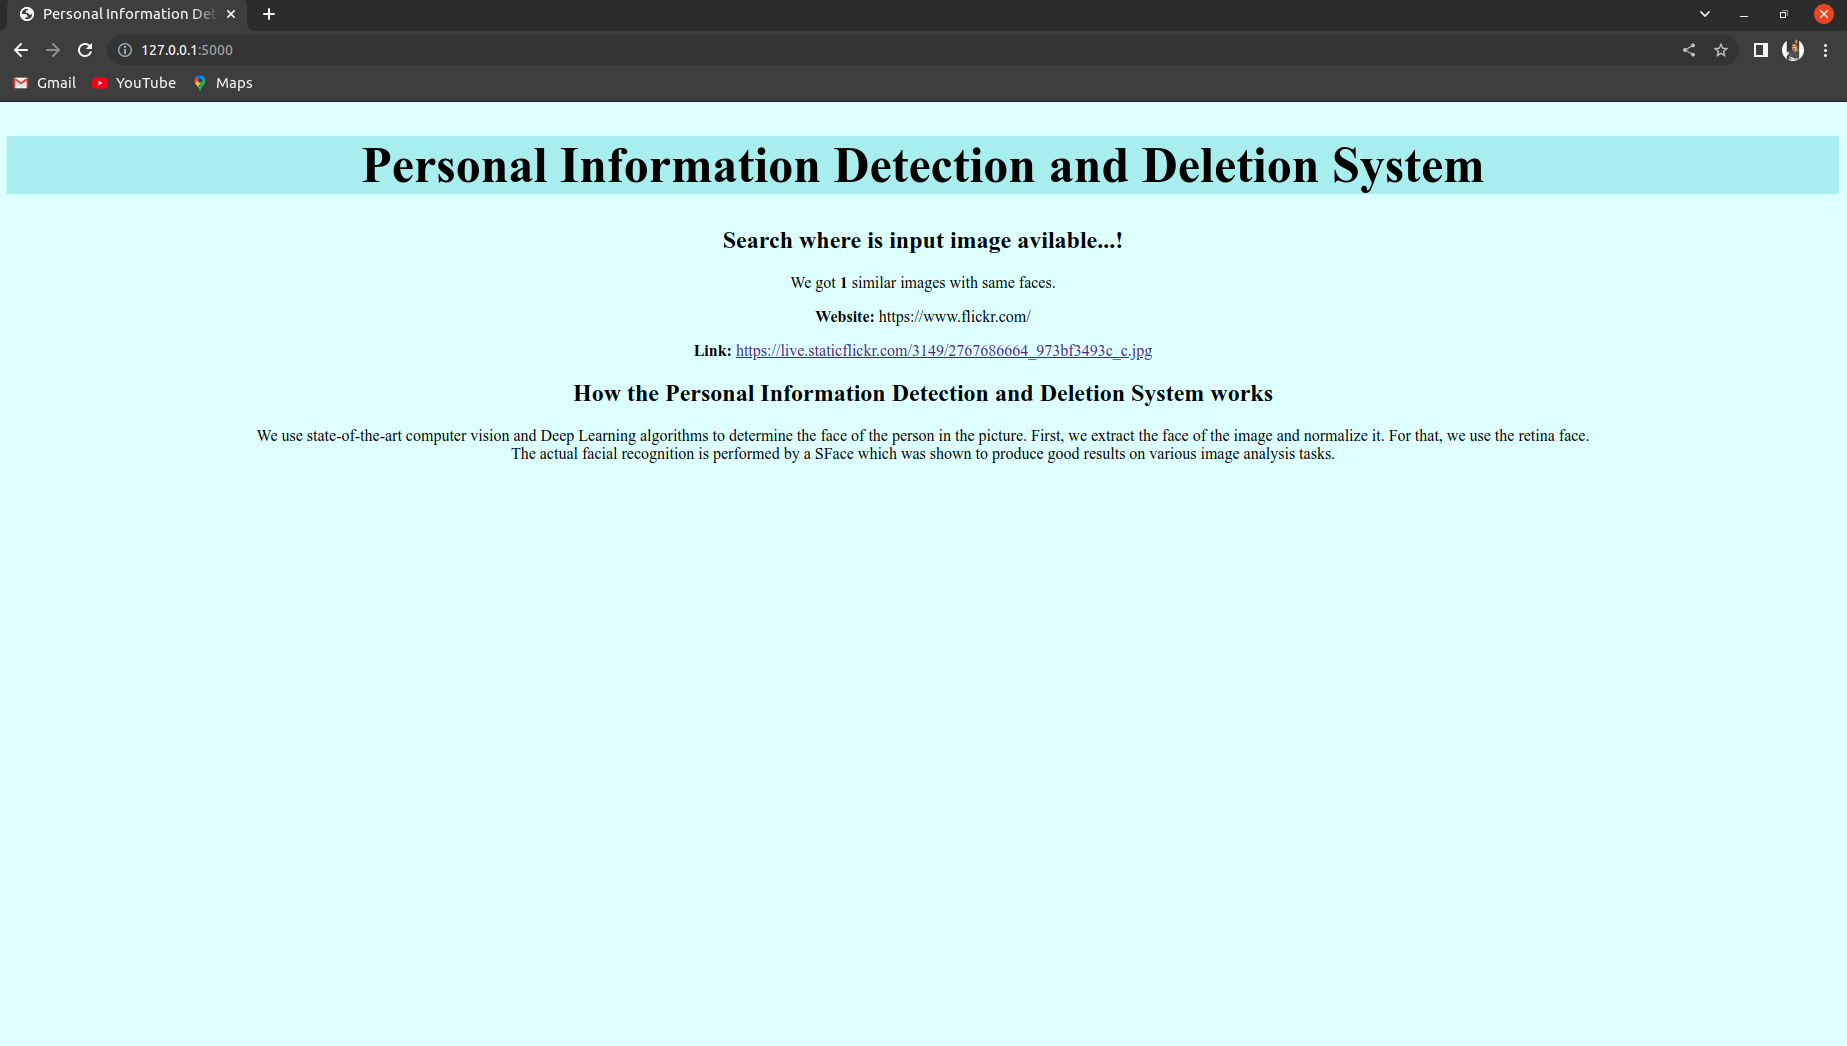 Personal Information Det
127.0.0.1:5000
Gmail YouTube Maps
Personal Information Detection and Deletion System
Search where is input image avilable...!
We got 1 similar images with same faces.
Website: https://www.flickr.com/
Link: https://live.staticflickr.com/3149/2767686664_973bf3493c_c.jpg
How the Personal Information Detection and Deletion System works
We use state-of-the-art computer vision and Deep Learning algorithms to determine the face of the person in the picture. First, we extract the face of the image and normalize it. For that, we use the retina face.
The actual facial recognition is performed by a SFace which was shown to produce good results on various image analysis tasks.